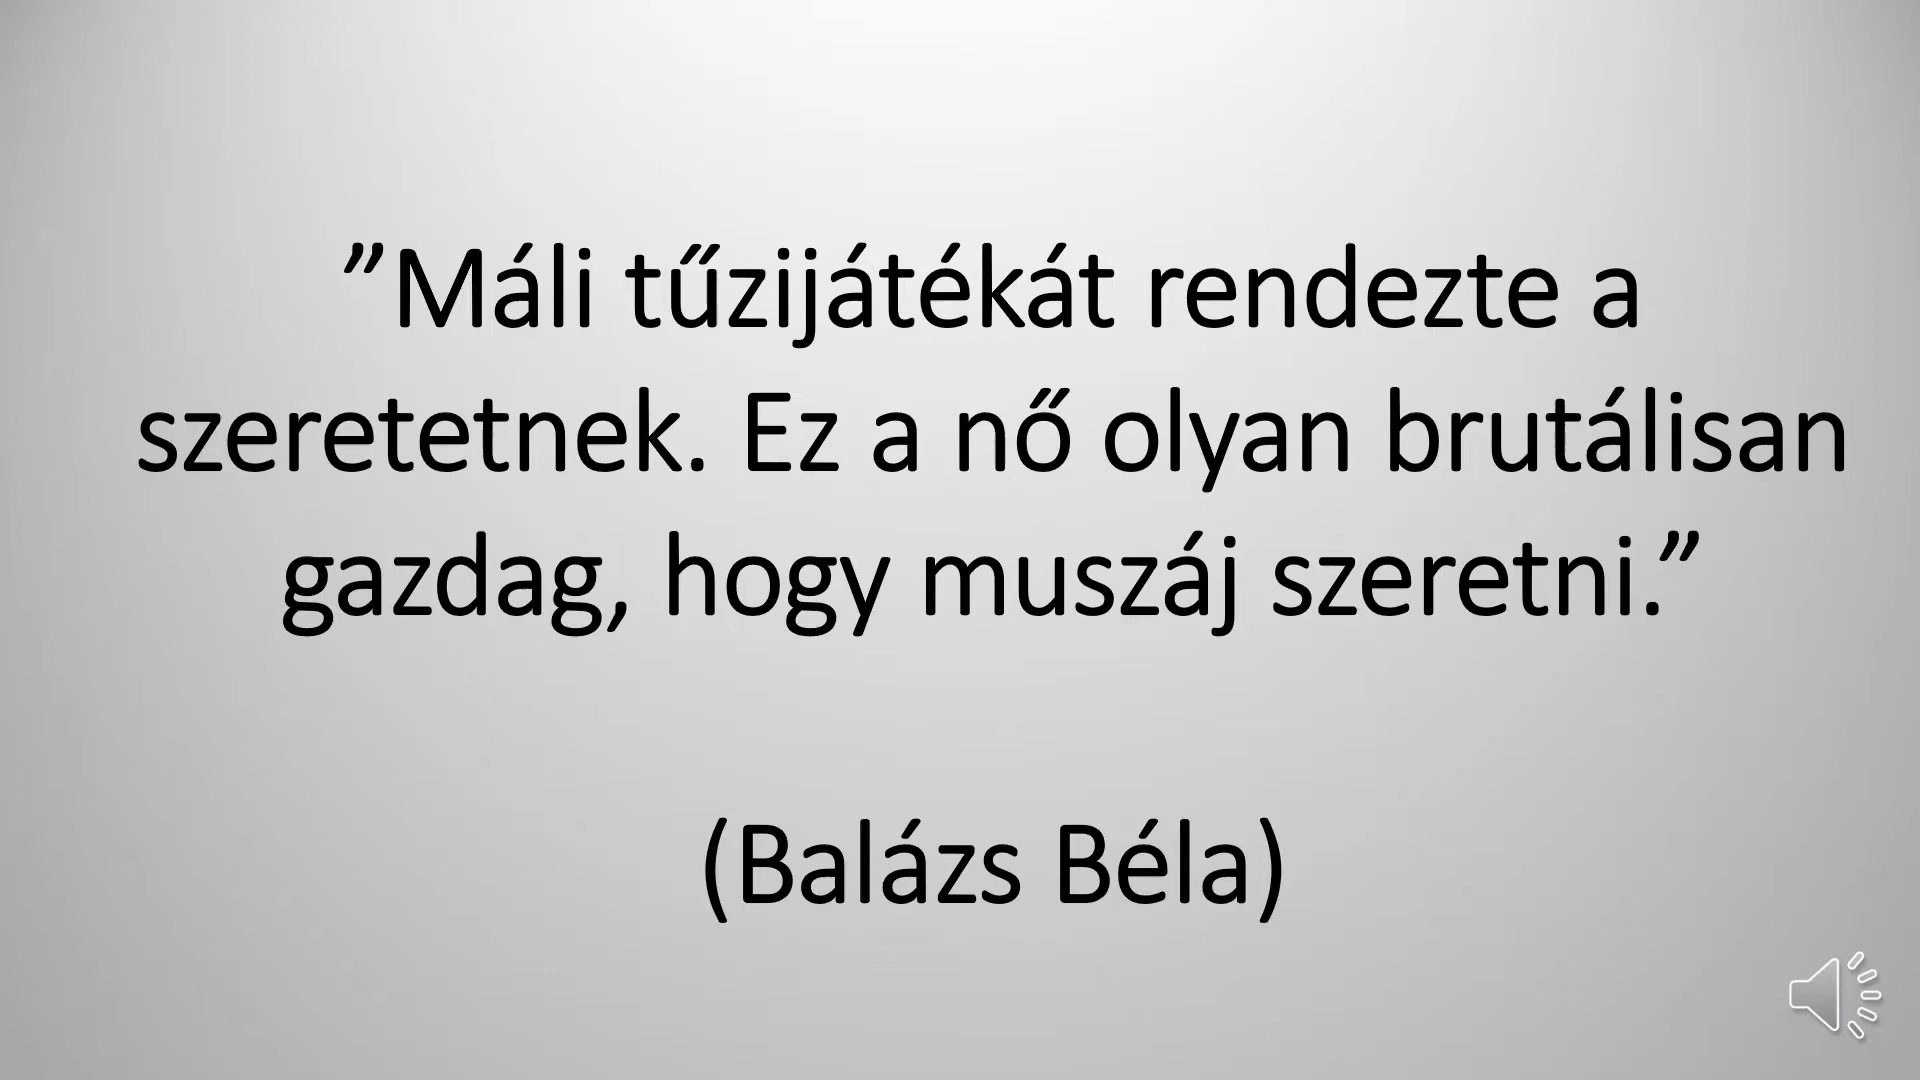 ”Máli tűzijátékát rendezte a
szeretetnek. Ez a nő olyan brutálisan
gazdag, hogy muszáj szeretni.”
(Balázs Béla)